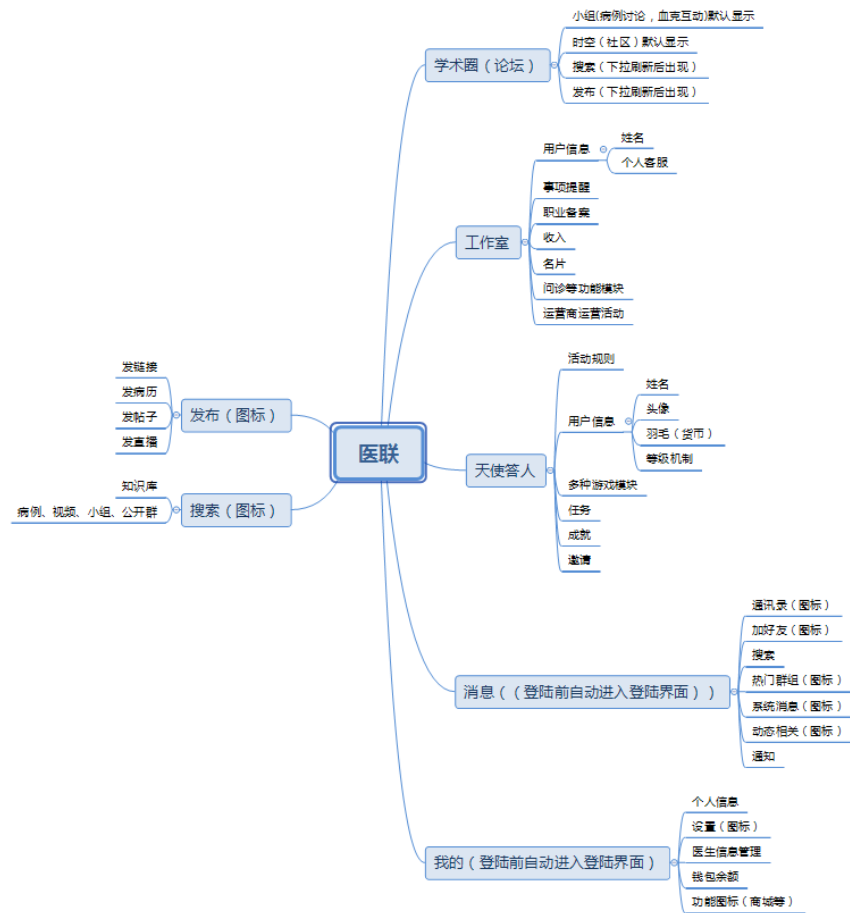 小组(病例讨论，血克互动)默认显示
时空（社区）默认显示
学术圈（论坛）
搜索（下拉刷新后出现）
发布（下拉刷新后出现）
姓名
用户信息
个人客服
事项提醒
职业备案
工作室
收入
名片
问诊等功能模块
运营商运营活动
活动规则
发链接
姓名
发病历
头像
发布（图标）
用户信息
发帖子
羽毛（货币）
发直播
医联
等级机制
天使答人
知识库
多种游戏模块
病例、视频、小组、公开群
搜索（图标）
任务
成就
邀请
通讯录（图标）
加好友（图标）
搜索
热门群组（图标）
消息（（登陆前自动进入登陆界面））
系统消息（图标）
动态相关（图标）
通知
个人信息
设置（图标）
医生信息管理
我的（登陆前自动进入登陆界面）
钱包余额
功能图标（商城等）